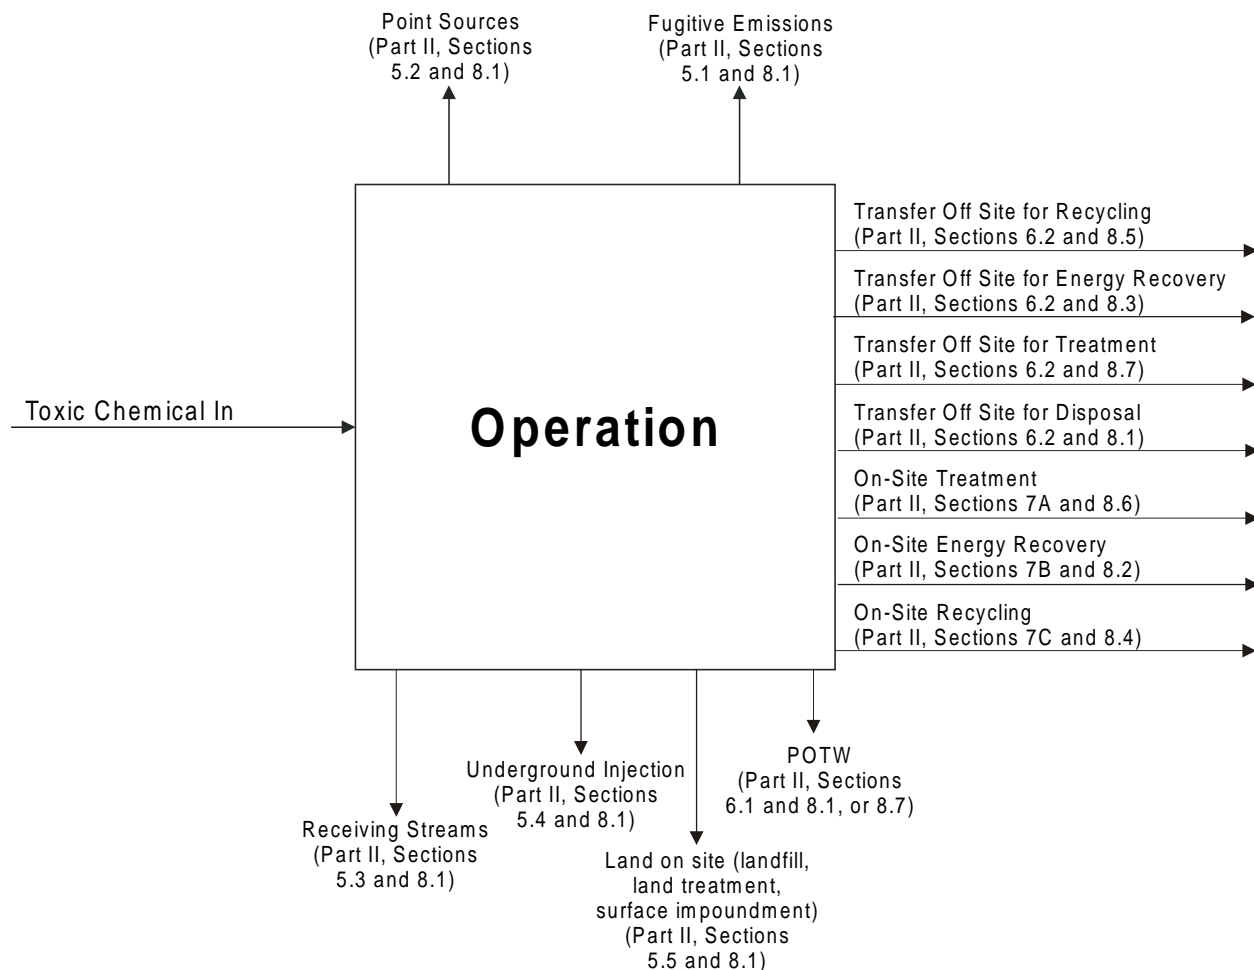 Point Sources
(Part II, Sections
5.2 and 8.1)
Fugitive Emissions
(Part II, Sections
5.1 and 8.1)
Transfer Off Site for Recycling
(Part II, Sections 6.2 and 8.5)
Transfer Off Site for Energy Recovery
(Part II, Sections 6.2 and 8.3)
Transfer Off Site for Treatment
(Part II, Sections 6.2 and 8.7)
Toxic Chemical In
Operation
Transfer Off Site for Disposal
(Part II, Sections 6.2 and 8.1)
On-Site Treatment
(Part II, Sections 7A and 8.6)
On-Site Energy Recovery
(Part II, Sections 7B and 8.2)
On-Site Recycling
(Part II, Sections 7C and 8.4)
Receiving Streams
(Part II, Sections
5.3 and 8.1)
Underground Injection
(Part II, Sections
5.4 and 8.1)
Land on site (landfill,
land treatment,
surface impoundment)
(Part II, Sections
5.5 and 8.1)
POTW
(Part II, Sections
6.1 and 8.1, or 8.7)